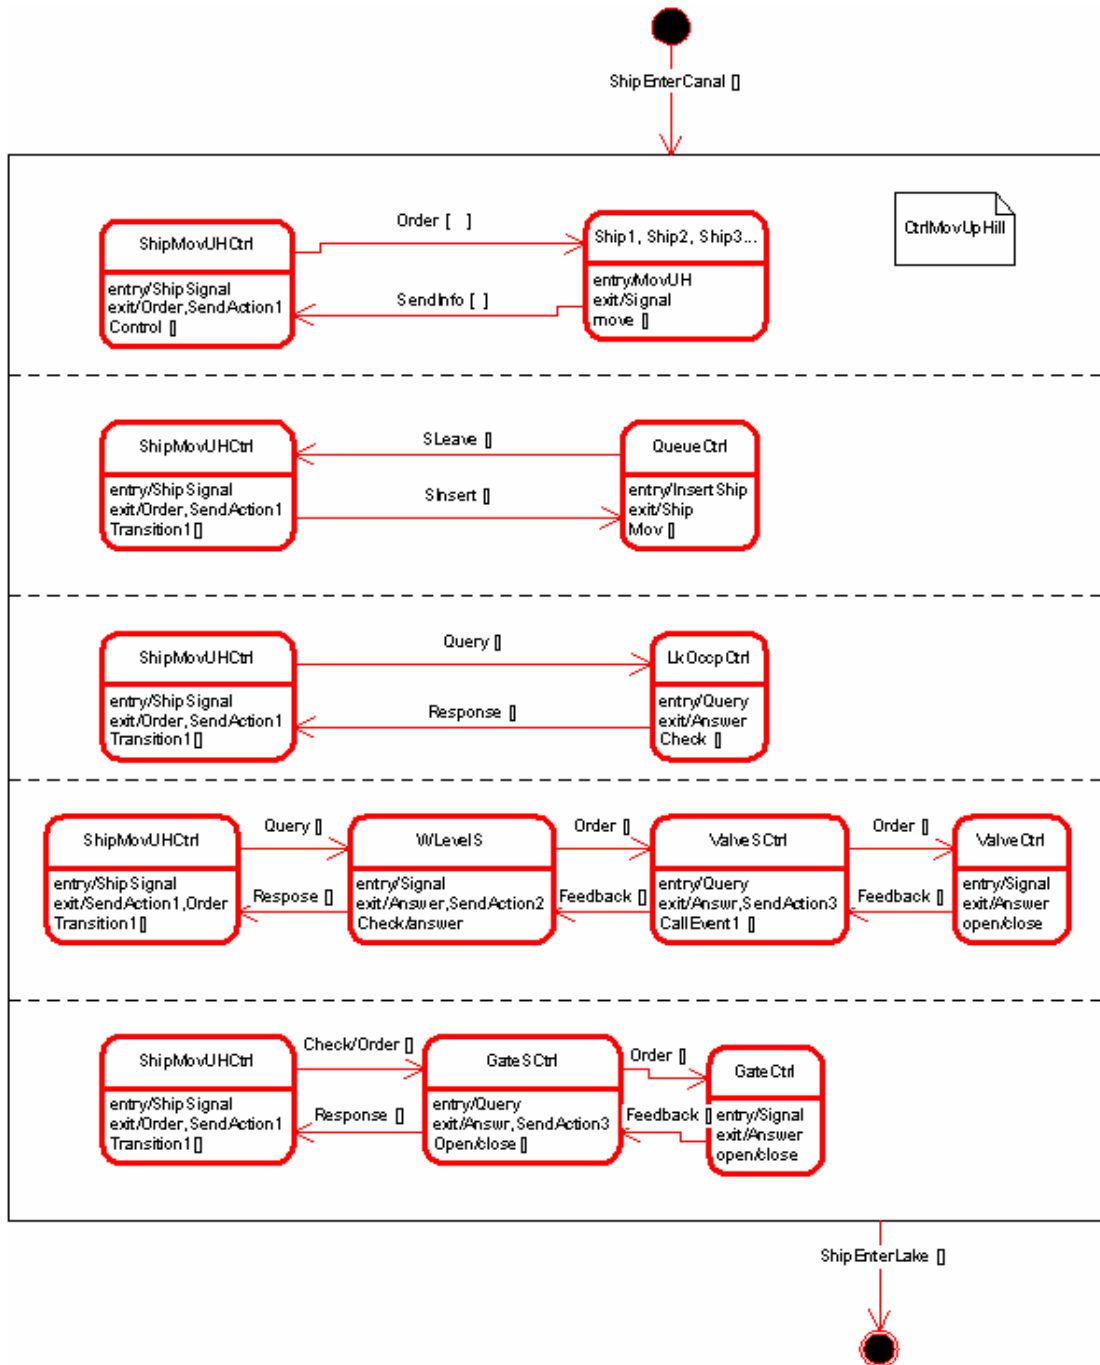 ShipEnterCanal []
CtrlMovUpHill
ShipMovUHCtrl
entry/ShipSignal
exit/Order,SendAction1
Control []
Order [ ]
SendInfo [ ]
Ship1, Ship2, Ship3...
entry/MovUH
exit/Signal
move []
ShipMovUHCtrl
entry/ShipSignal
exit/Order,SendAction1
Transition1[]
SLeave []
SInsert []
QueueCtrl
entry/InsertShip
exit/Ship
Mov []
ShipMovUHCtrl
entry/ShipSignal
exit/Order,SendAction1
Transition1[]
Query []
Response []
LkOccpCtrl
entry/Query
exit/Answer
Check []
ShipMovUHCtrl
entry/ShipSignal
exit/SendAction1,Order
Transition1[]
Query []
Respose []
WLevelS
entry/Signal
exit/Answer,SendAction2
Check/answer
Order []
Feedback []
ValveSCtrl
entry/Query
exit/Answr,SendAction3
CallEvent1 []
Order []
Feedback []
ValveCtrl
entry/Signal
exit/Answer
open/close
ShipMovUHCtrl
entry/ShipSignal
exit/Order,SendAction1
Transition1[]
Check/Order []
Response []
GateSCtrl
entry/Query
exit/Answr,SendAction3
Open/close []
Order []
Feedback []
GateCtrl
entry/Signal
exit/Answer
open/close
ShipEnterLake []